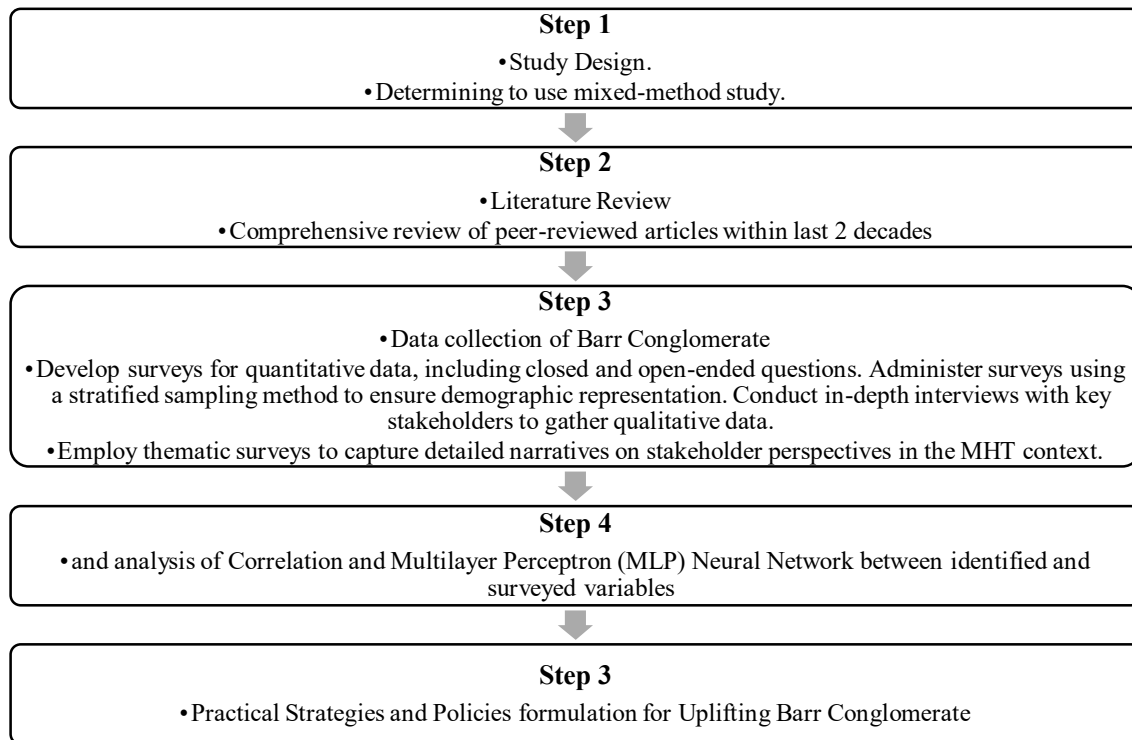 Step 1
•Study Design.
•Determining to use mixed-method study.
Step 2
•Literature Review
•Comprehensive review of peer-reviewed articles within last 2 decades
Step 3
•Data collection of Barr Conglomerate
•Develop surveys for quantitative data, including closed and open-ended questions. Administer surveys using
a stratified sampling method to ensure demographic representation. Conduct in-depth interviews with key
stakeholders to gather qualitative data.
•Employ thematic surveys to capture detailed narratives on stakeholder perspectives in the MHT context.
Step 4
•and analysis of Correlation and Multilayer Perceptron (MLP) Neural Network between identified and
surveyed variables
Step 3
•Practical Strategies and Policies formulation for Uplifting Barr Conglomerate